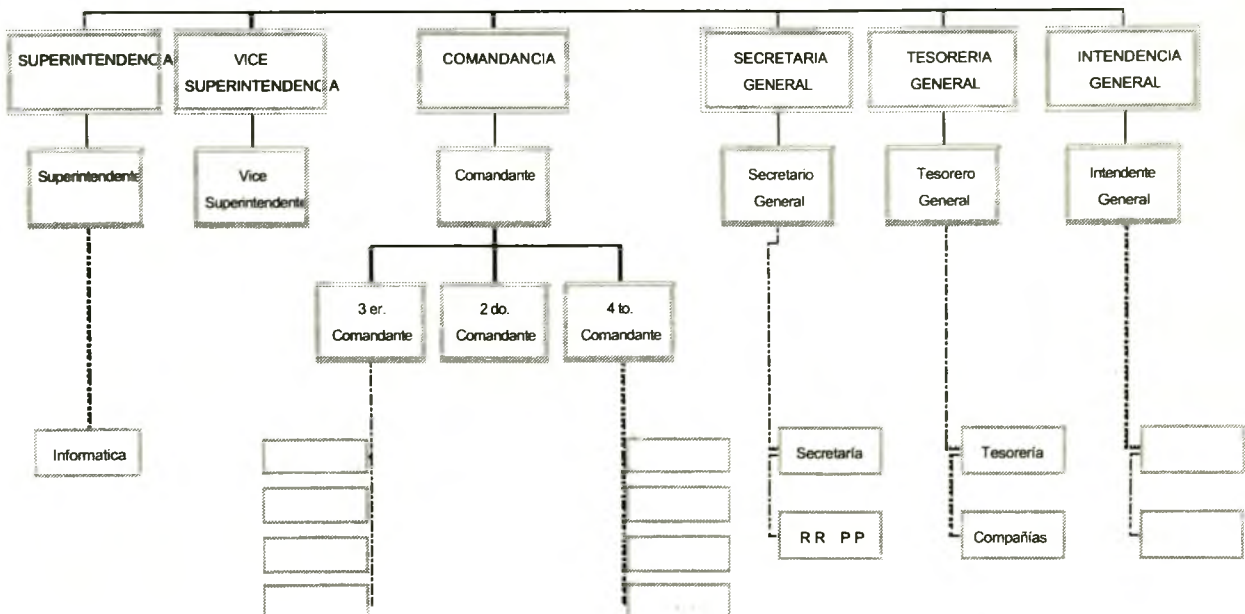 SUPERINTENDENCIA
VICE
SUPERINTENDENCIA
COMANDANCIA
SECRETARIA
GENERAL
TESORERIA
GENERAL
INTENDENCIA
GENERAL
Superintendente
Vice
Superintendente
Comandante
Secretario
General
Tesorero
General
Intendente
General
3 er.
Comandante
2 do.
Comandante
4 to.
Comandante
Informatica
Secretaría
Tesorería
RR PP
Compañías